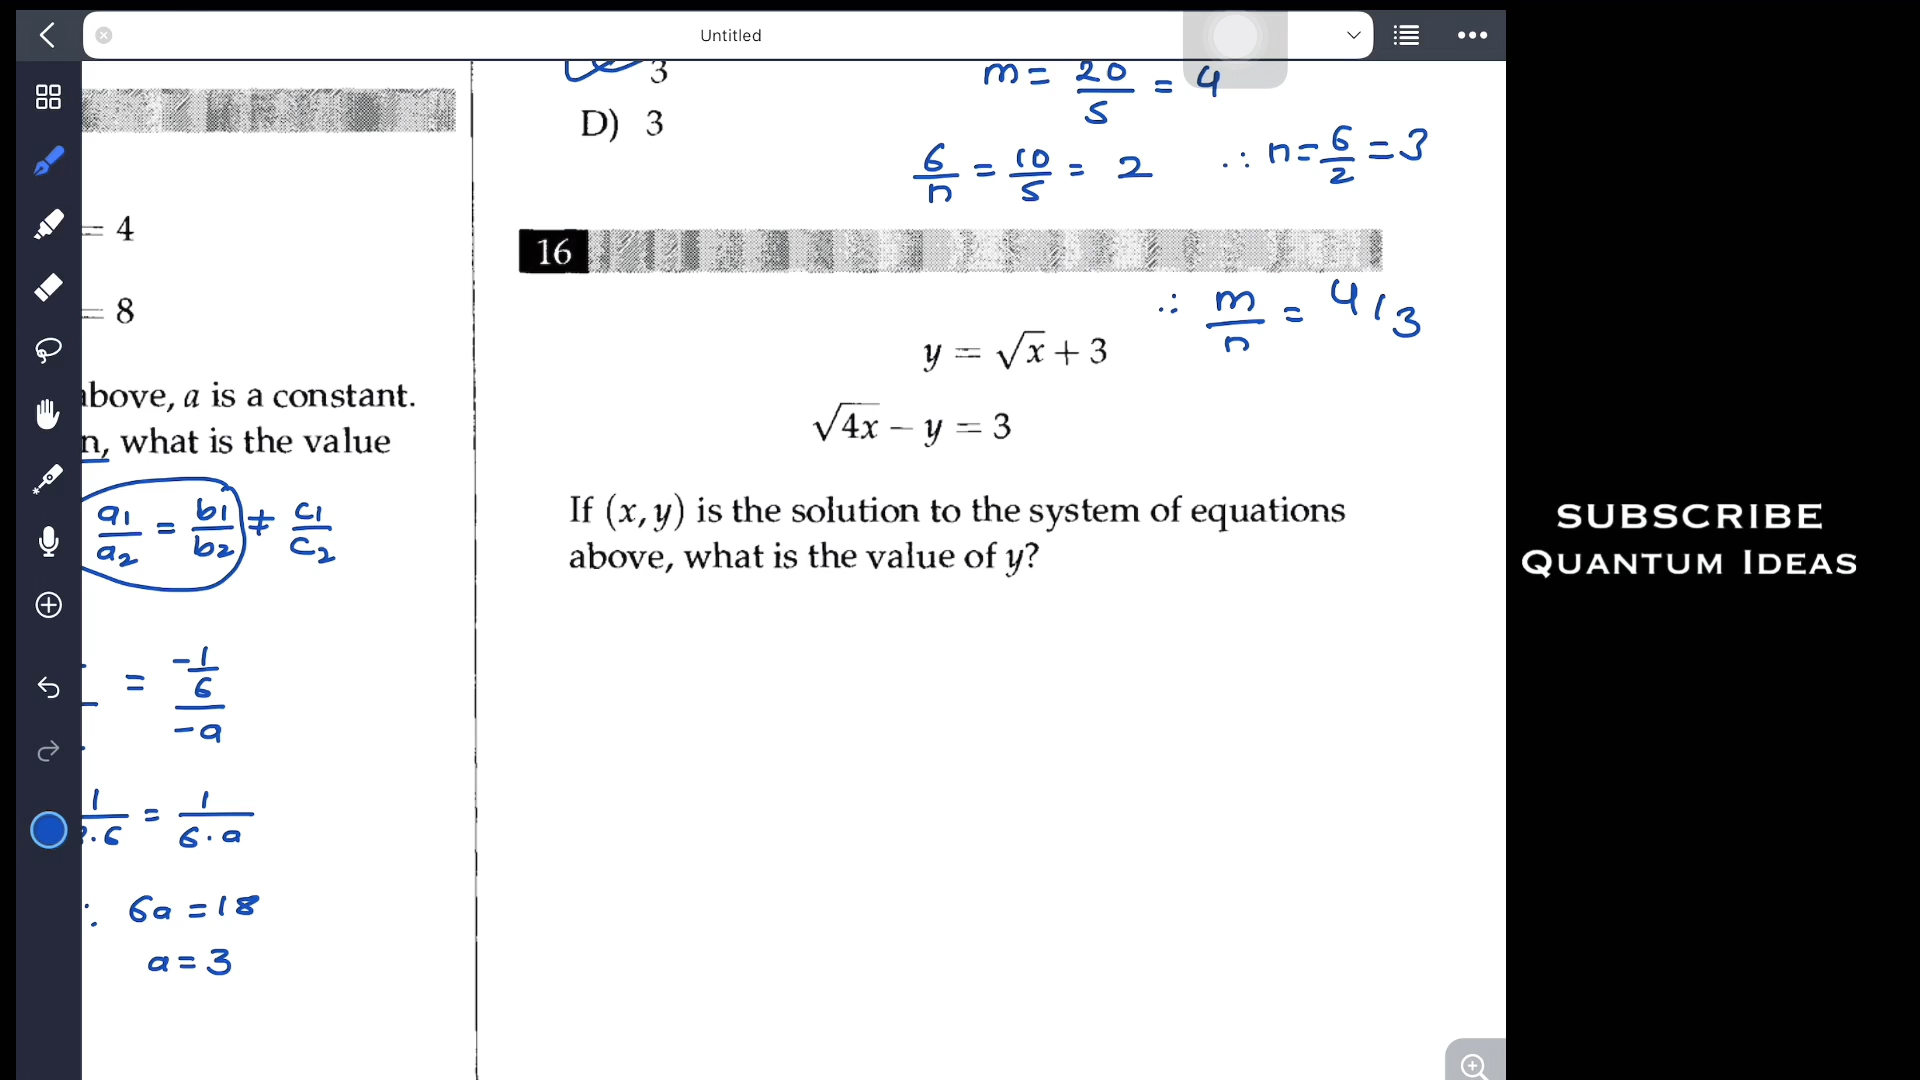 Untitled
= 4
= 8
above, a is a constant.
n, what is the value
a1/a2 = b1/b2 ≠ c1/c2
= (-1/6)/(-a)
= 1/(6·a)
∴ 6a = 18
a = 3
3
D) 3
m = 20/5 = 4
6/n = 10/5 = 2 ∴ n = 6/2 = 3
16
∴ m/n = 4/3
y = √x + 3
√4x − y = 3
If (x, y) is the solution to the system of equations
above, what is the value of y?
SUBSCRIBE
QUANTUM IDEAS